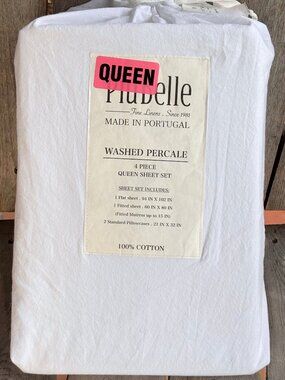 QUEEN
PiuBelle
Fine Linens , Since 1981
MADE IN PORTUGAL
WASHED PERCALE
4 PIECE
QUEEN SHEET SET
SHEET SET INCLUDES:
1 Flat sheet , 94 IN X 102 IN
1 Fitted sheet , 60 IN X 80 IN
(Fitted Mattress up to 15 IN)
2 Standard Pillowcases , 21 IN X 32 IN
100% COTTON